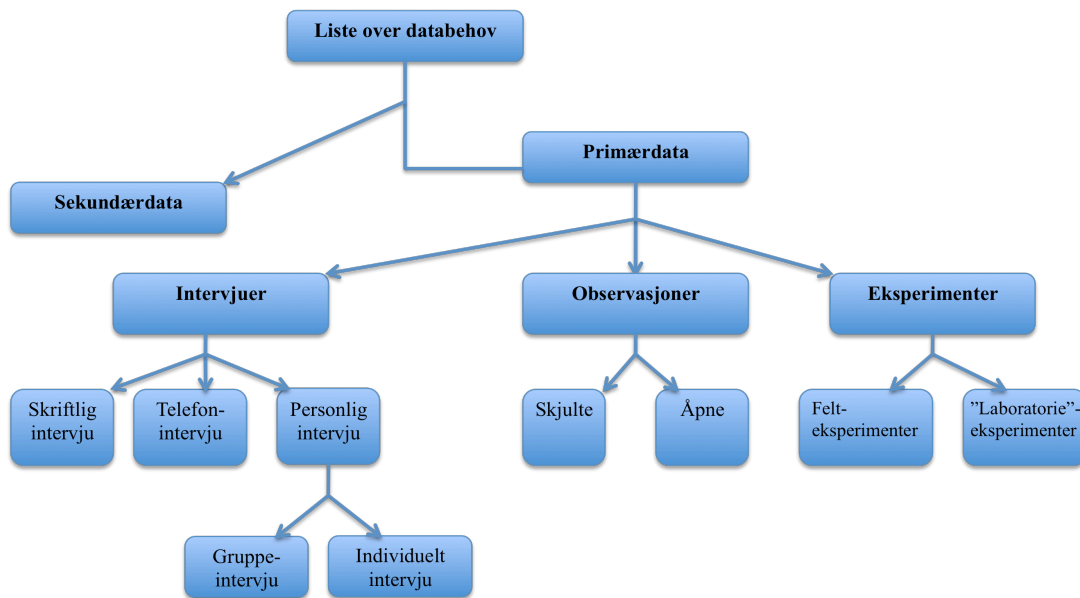 Liste over databehov
Primærdata
Sekundærdata
Intervjuer
Observasjoner
Eksperimenter
Skriftlig
intervju
Telefon-
intervju
Personlig
intervju
Skjulte
Åpne
Felt-
eksperimenter
”Laboratorie”-
eksperimenter
Gruppe-
intervju
Individuelt
intervju